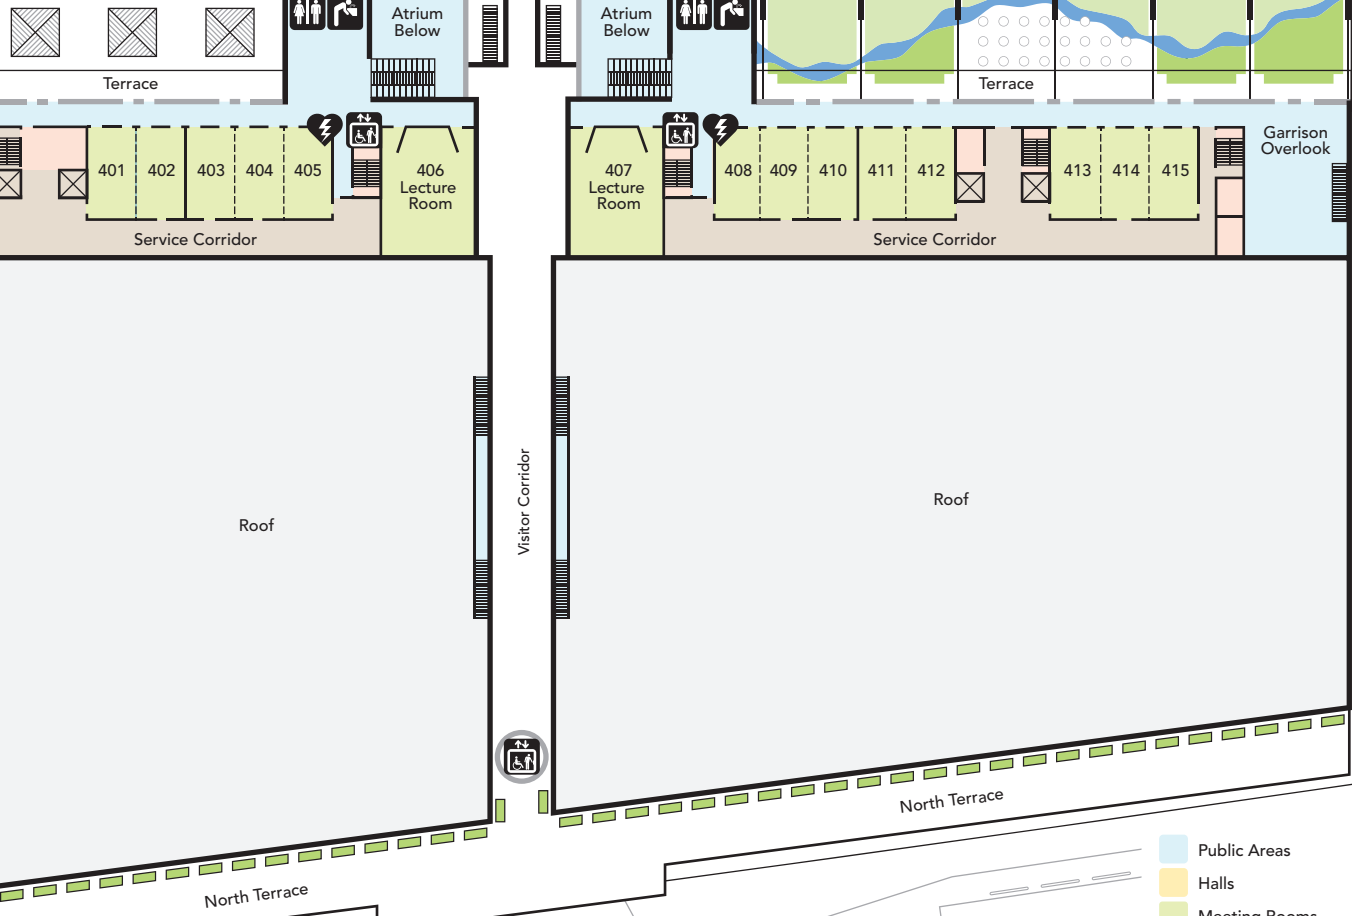 Atrium
Below
Atrium
Below
Terrace
Terrace
Garrison
Overlook
401
402
403
404
405
406
Lecture
Room
407
Lecture
Room
408
409
410
411
412
413
414
415
Service Corridor
Service Corridor
Visitor Corridor
Roof
Roof
North Terrace
North Terrace
Public Areas
Halls
Meeting Rooms